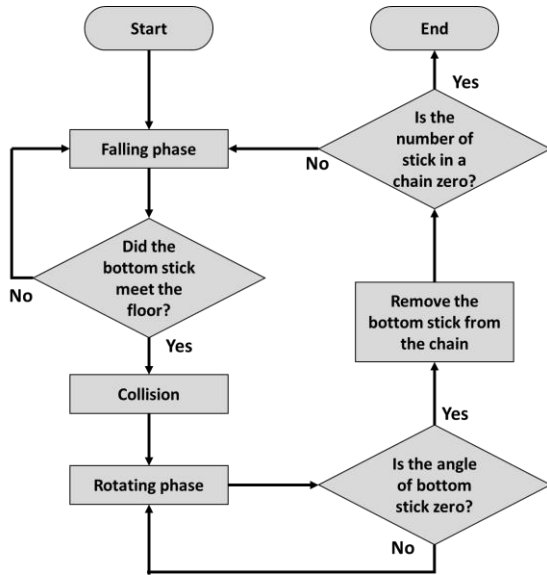 Start
Falling phase
Did the
bottom stick
meet the
floor?
No
Yes
Collision
Rotating phase
Is the angle
of bottom
stick zero?
No
Yes
Remove the
bottom stick from
the chain
Is the
number of
stick in a
chain zero?
No
Yes
End